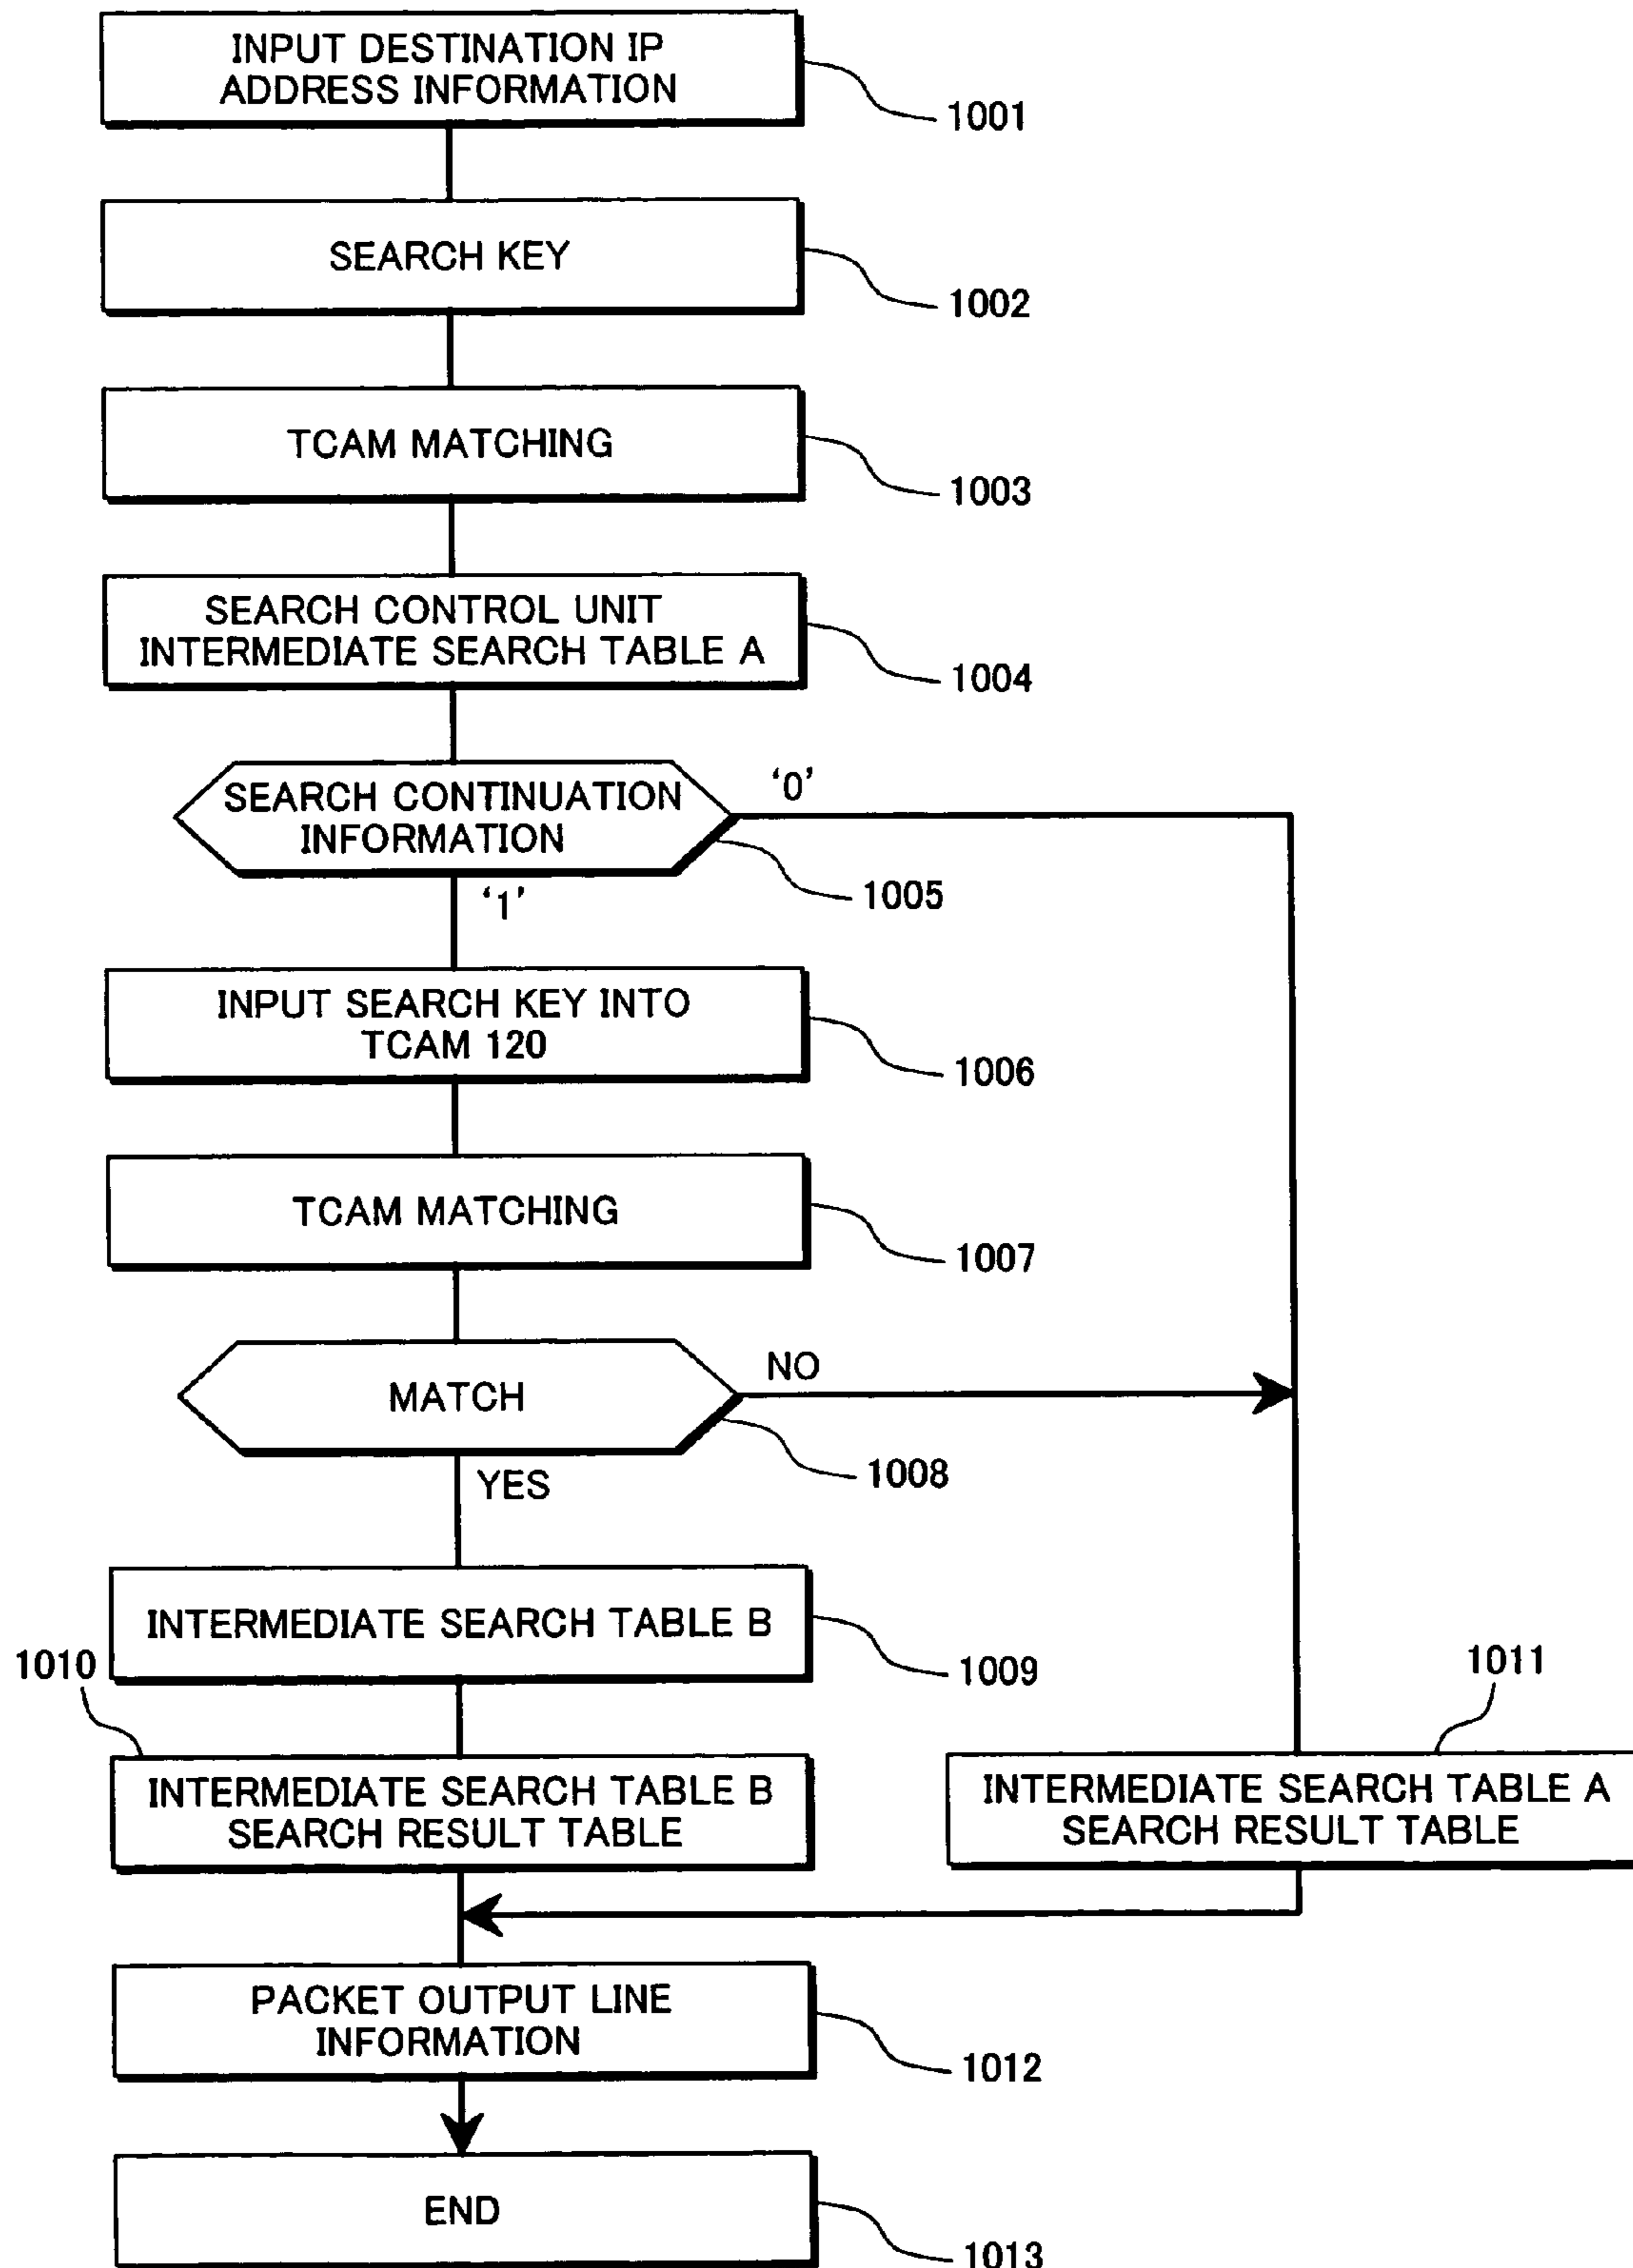 INPUT DESTINATION IP
ADDRESS INFORMATION
1001
SEARCH KEY
1002
TCAM MATCHING
1003
SEARCH CONTROL UNIT
INTERMEDIATE SEARCH TABLE A
1004
SEARCH CONTINUATION
INFORMATION
‘0’
1005
‘1’
INPUT SEARCH KEY INTO
TCAM 120
1006
TCAM MATCHING
1007
MATCH
NO
1008
YES
INTERMEDIATE SEARCH TABLE B
1009
1010
INTERMEDIATE SEARCH TABLE B
SEARCH RESULT TABLE
1011
INTERMEDIATE SEARCH TABLE A
SEARCH RESULT TABLE
PACKET OUTPUT LINE
INFORMATION
1012
END
1013